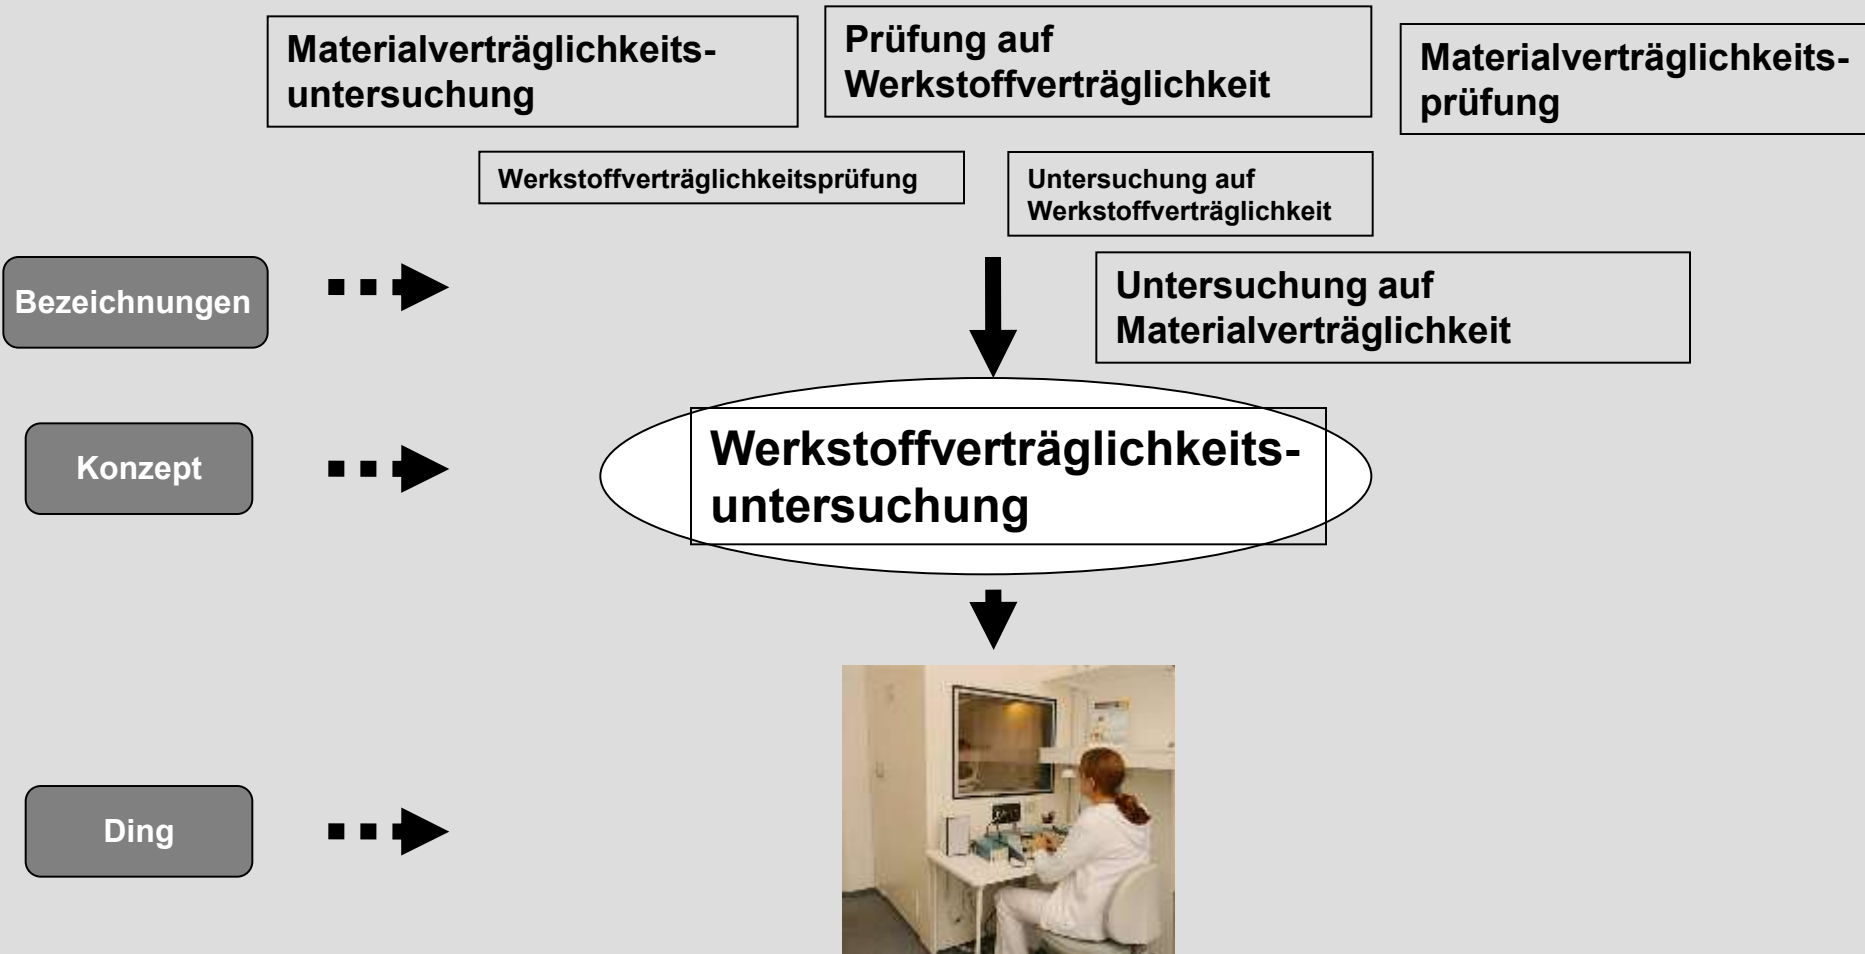 Materialverträglichkeits-
untersuchung
Prüfung auf
Werkstoffverträglichkeit
Materialverträglichkeits-
prüfung
Werkstoffverträglichkeitsprüfung
Untersuchung auf
Werkstoffverträglichkeit
Bezeichnungen
Untersuchung auf
Materialverträglichkeit
Konzept
Werkstoffverträglichkeits-
untersuchung
Ding